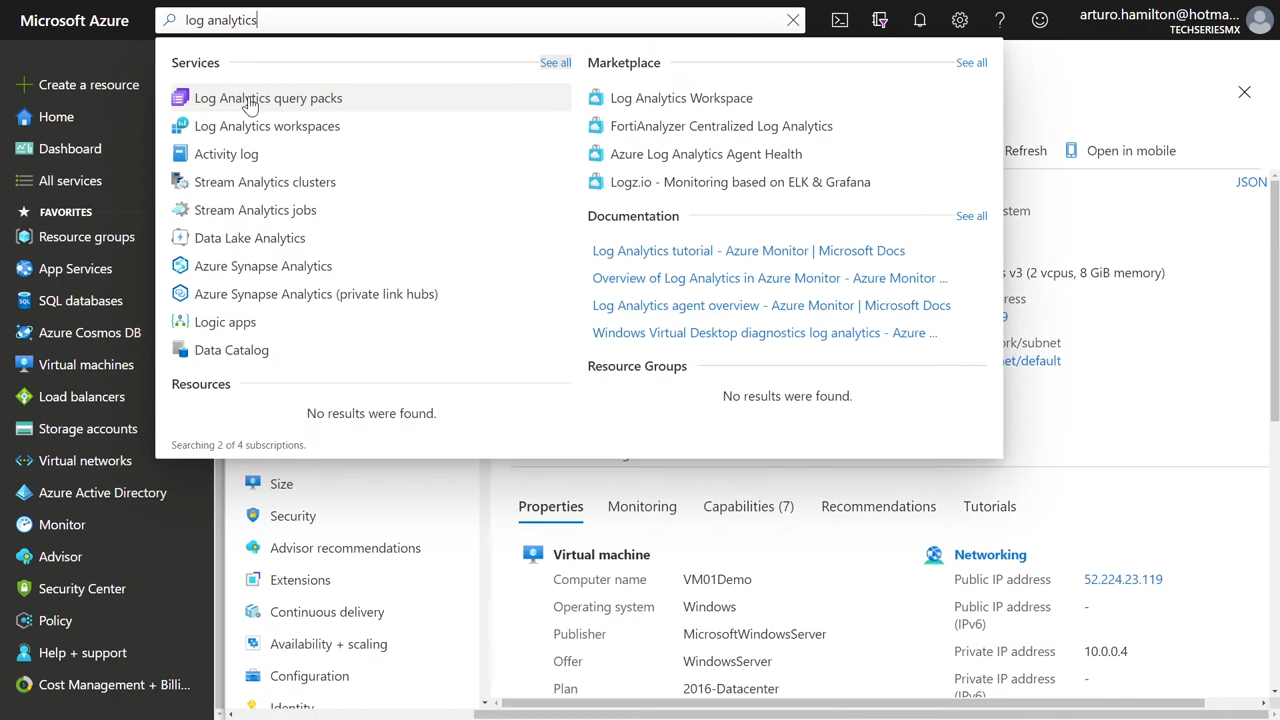 Microsoft Azure
log analytics
arturo.hamilton@hotma...
TECHSERIESMX
Create a resource
Home
Dashboard
All services
FAVORITES
Resource groups
App Services
SQL databases
Azure Cosmos DB
Virtual machines
Load balancers
Storage accounts
Virtual networks
Azure Active Directory
Monitor
Advisor
Security Center
Policy
Help + support
Cost Management + Billi...
Services
See all
Log Analytics query packs
Log Analytics workspaces
Activity log
Stream Analytics clusters
Stream Analytics jobs
Data Lake Analytics
Azure Synapse Analytics
Azure Synapse Analytics (private link hubs)
Logic apps
Data Catalog
Resources
No results were found.
Searching 2 of 4 subscriptions.
Marketplace
See all
Log Analytics Workspace
FortiAnalyzer Centralized Log Analytics
Azure Log Analytics Agent Health
Logz.io - Monitoring based on ELK & Grafana
Documentation
See all
Log Analytics tutorial - Azure Monitor | Microsoft Docs
Overview of Log Analytics in Azure Monitor - Azure Monitor ...
Log Analytics agent overview - Azure Monitor | Microsoft Docs
Windows Virtual Desktop diagnostics log analytics - Azure ...
Resource Groups
No results were found.
Refresh
Open in mobile
JSON
stem
s v3 (2 vcpus, 8 GiB memory)
ress
9
ork/subnet
et/default
Size
Security
Advisor recommendations
Extensions
Continuous delivery
Availability + scaling
Configuration
Identity
Properties
Monitoring
Capabilities (7)
Recommendations
Tutorials
Virtual machine
Computer name VM01Demo
Operating system Windows
Publisher MicrosoftWindowsServer
Offer WindowsServer
Plan 2016-Datacenter
Networking
Public IP address 52.224.23.119
Public IP address -
(IPv6)
Private IP address 10.0.0.4
Private IP address -
(IPv6)